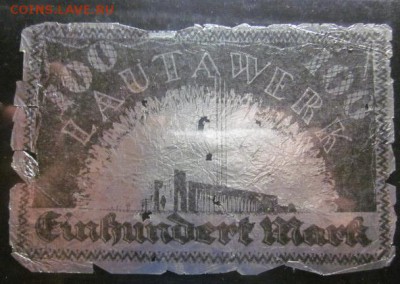 COINS.LAVE.RU
100 100
LAUTAWERK
Einhundert Mark